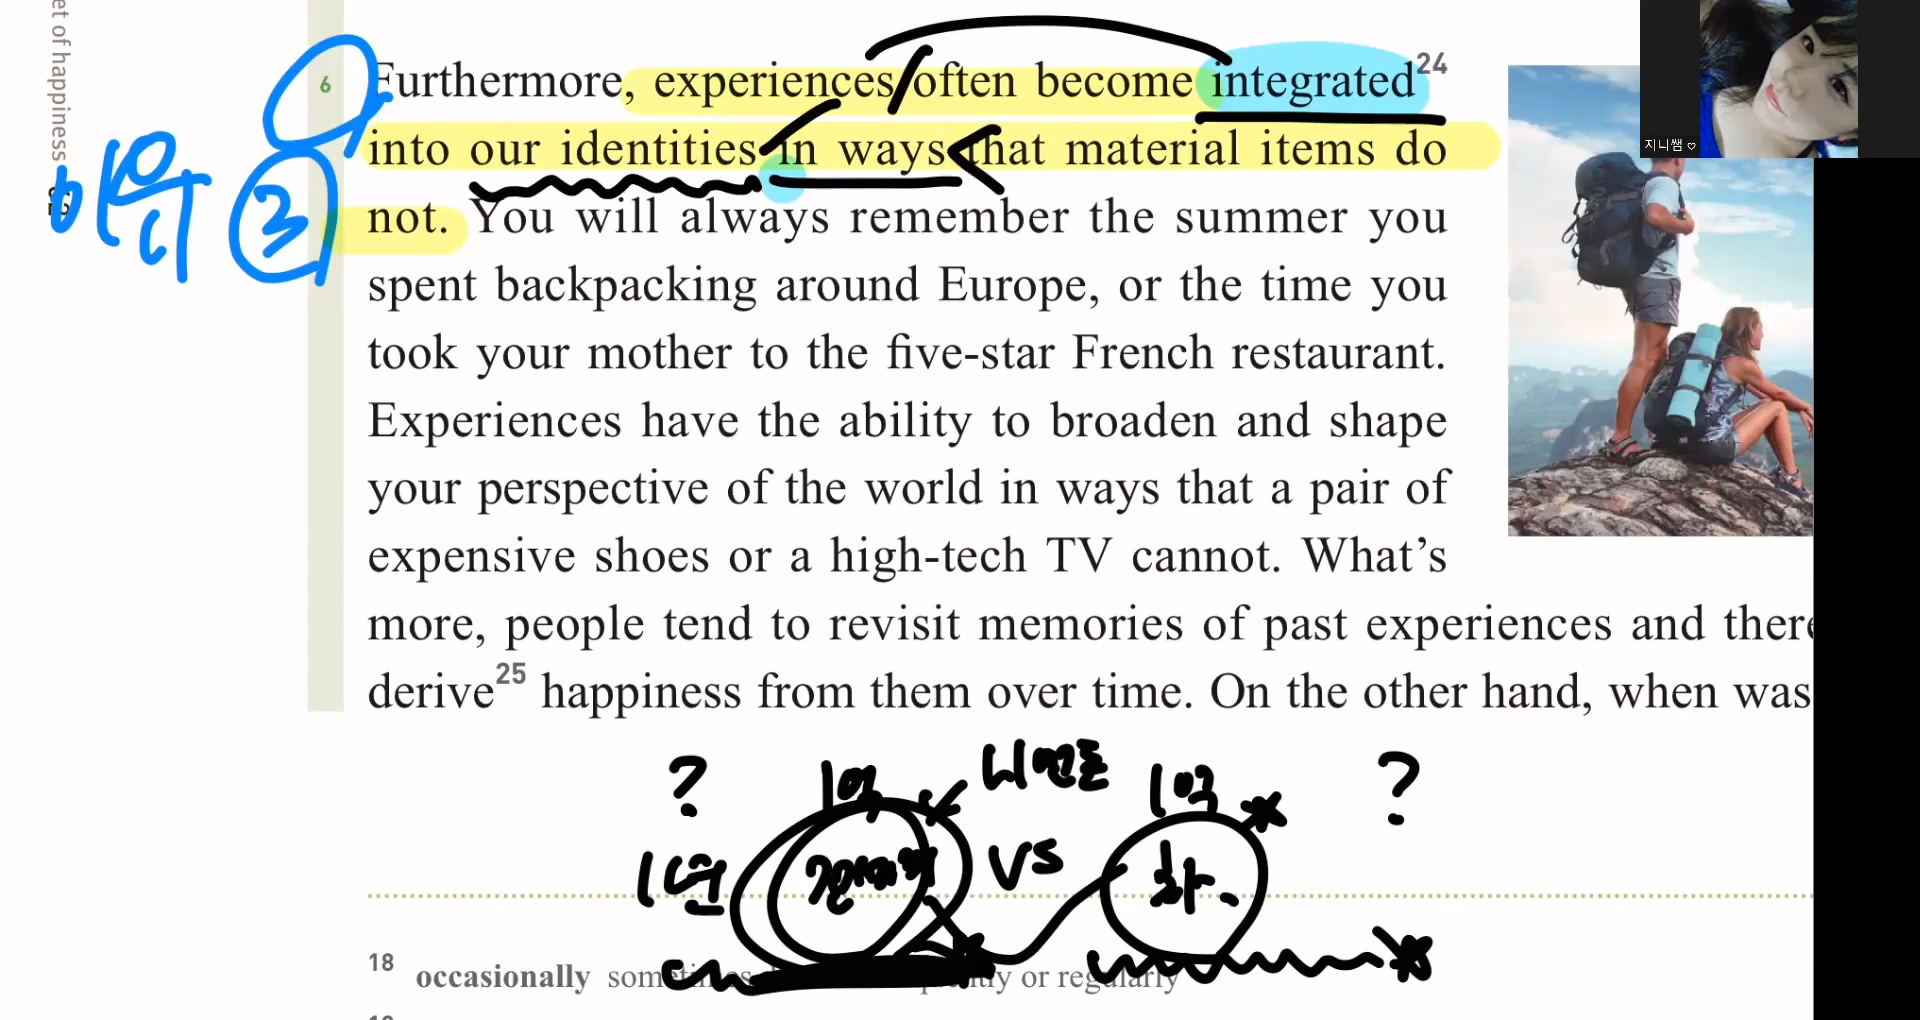 et of happiness
지니쌤 ♡
6
이유 ③
Furthermore, experiences often become integrated24
into our identities in ways that material items do
not. You will always remember the summer you
spent backpacking around Europe, or the time you
took your mother to the five-star French restaurant.
Experiences have the ability to broaden and shape
your perspective of the world in ways that a pair of
expensive shoes or a high-tech TV cannot. What's
more, people tend to revisit memories of past experiences and there
derive25 happiness from them over time. On the other hand, when was
? 1억 1억 ?
1년 vs 차
18 occasionally sometimes or regularly